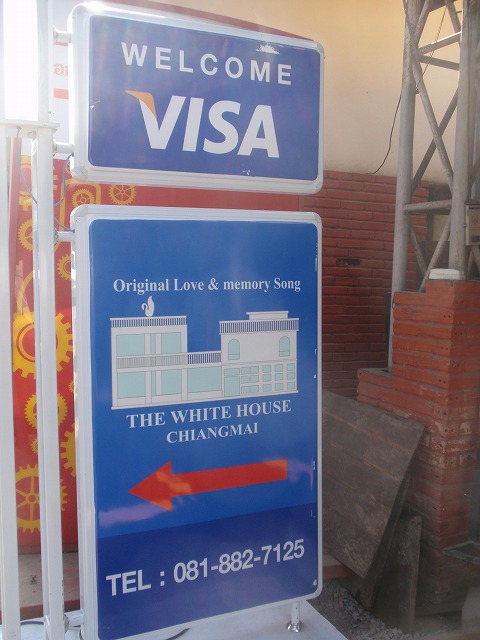 WELCOME
VISA
Original Love & memory Song
THE WHITE HOUSE
CHIANGMAI
TEL : 081-882-7125